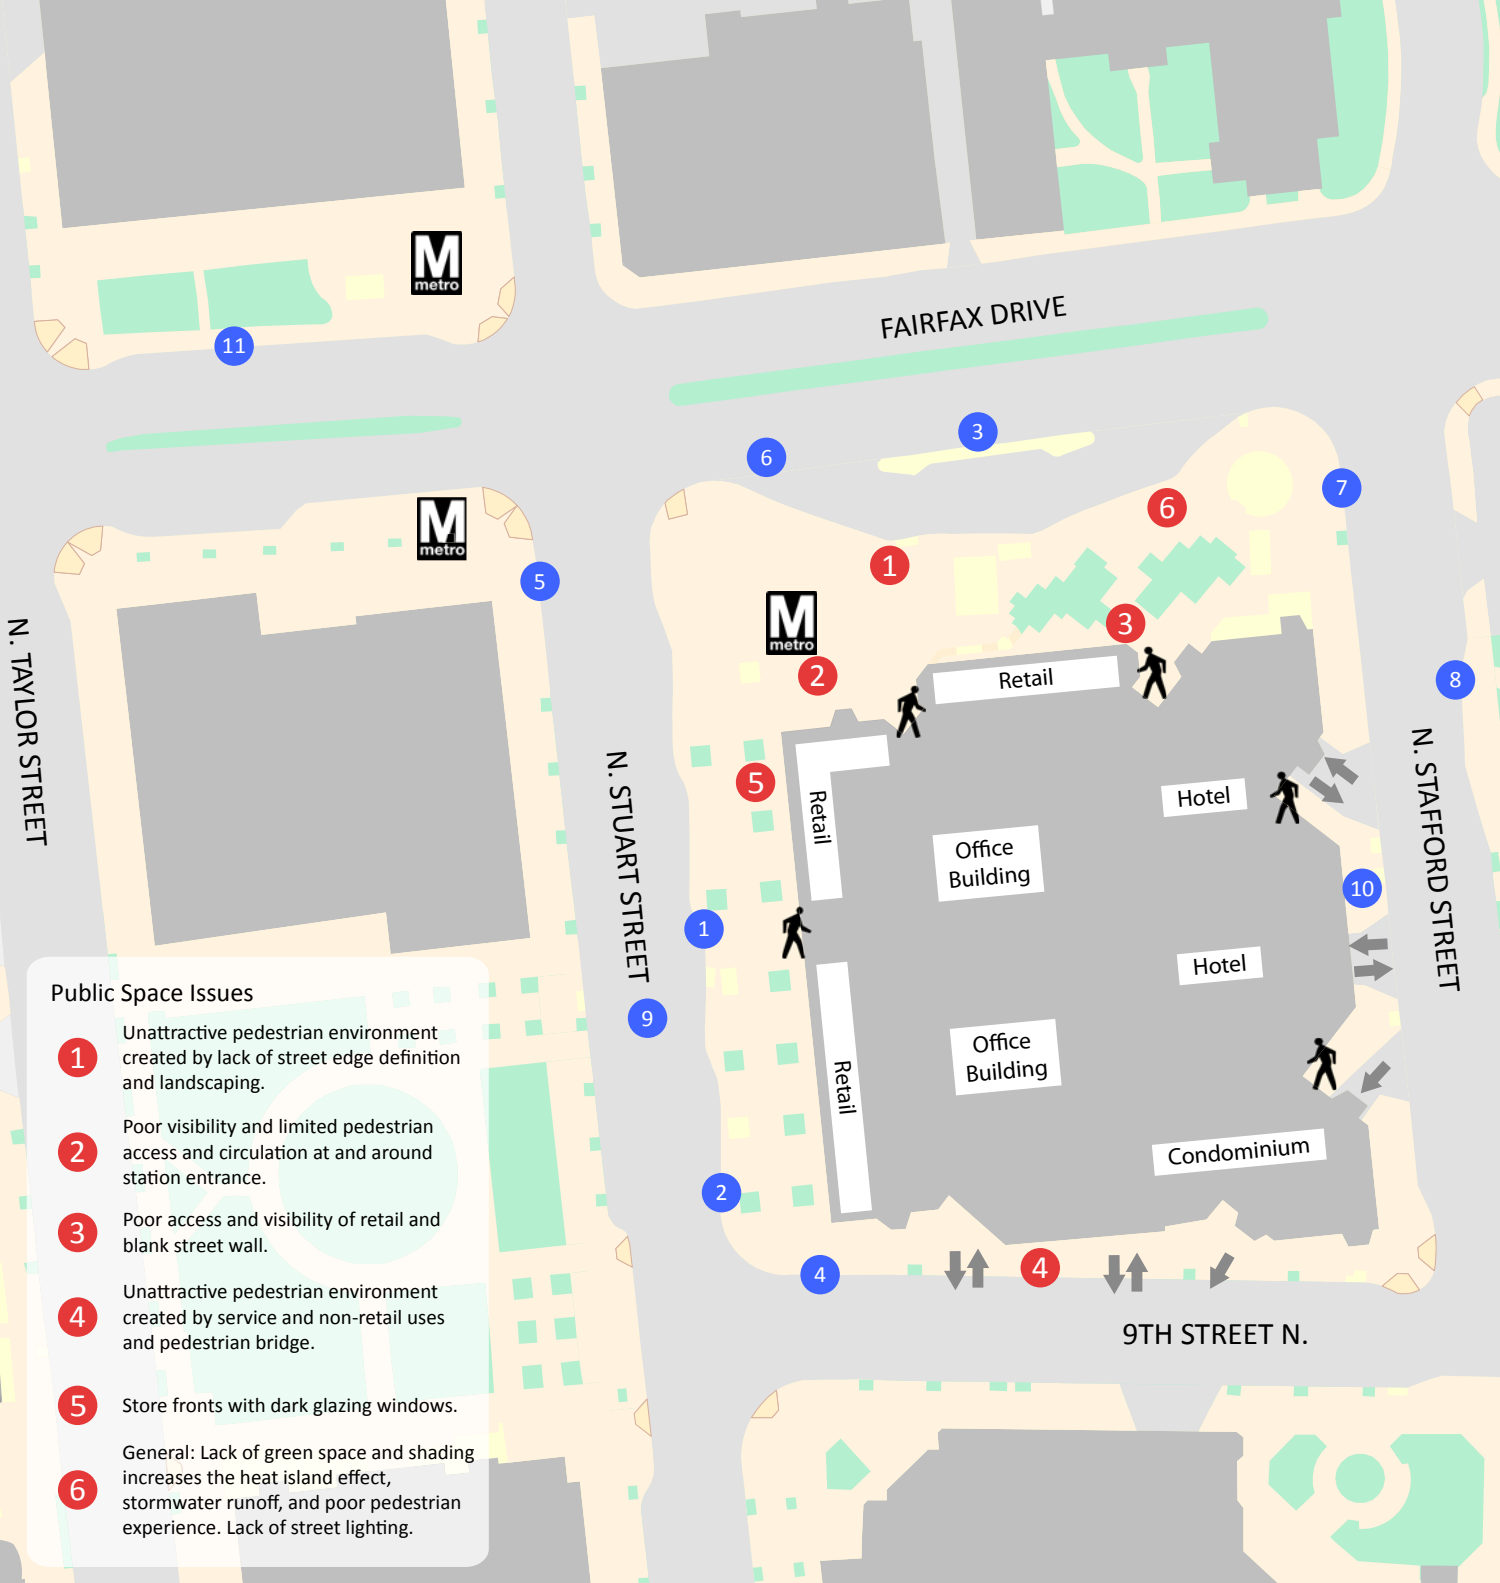 M
metro
11
FAIRFAX DRIVE
3
6
7
6
M
metro
1
5
M
metro
3
2
Retail
8
N. TAYLOR STREET
N. STUART STREET
N. STAFFORD STREET
5
Retail
Hotel
Office
Building
10
1
Hotel
9
Office
Building
Retail
Condominium
2
4
4
9TH STREET N.
Public Space Issues
1
Unattractive pedestrian environment
created by lack of street edge definition
and landscaping.
2
Poor visibility and limited pedestrian
access and circulation at and around
station entrance.
3
Poor access and visibility of retail and
blank street wall.
4
Unattractive pedestrian environment
created by service and non-retail uses
and pedestrian bridge.
5
Store fronts with dark glazing windows.
6
General: Lack of green space and shading
increases the heat island effect,
stormwater runoff, and poor pedestrian
experience. Lack of street lighting.